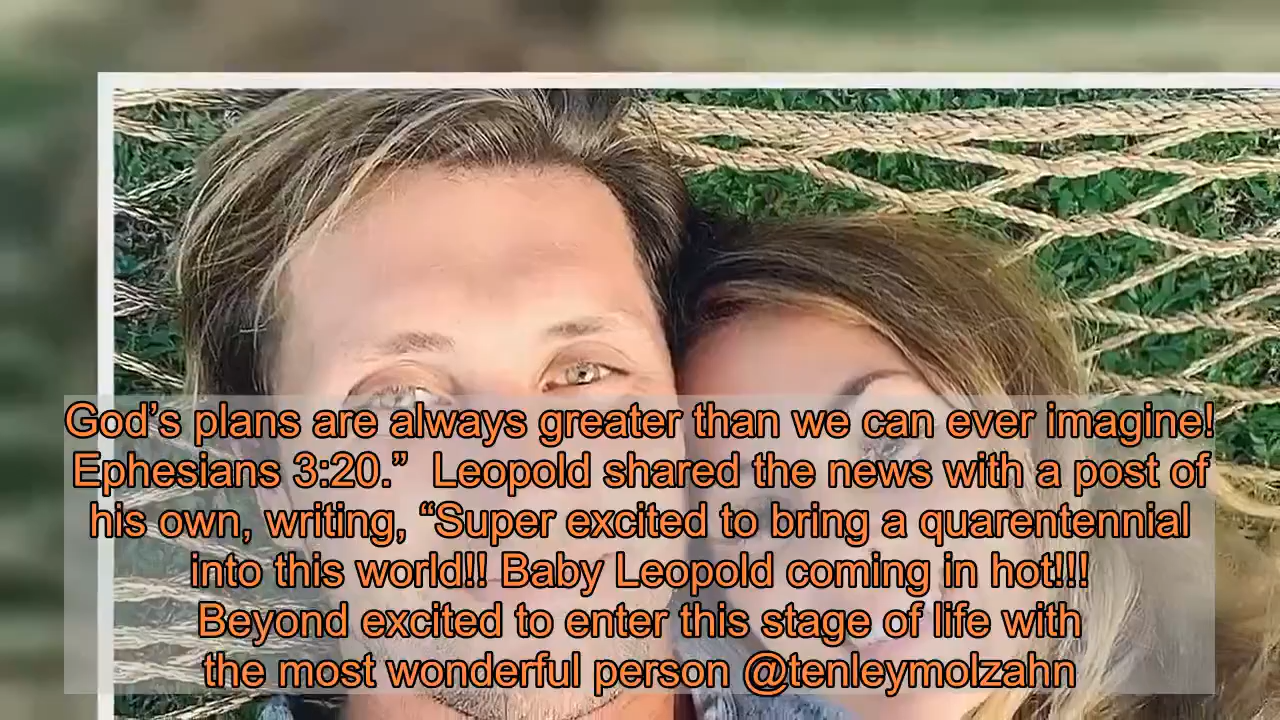 God’s plans are always greater than we can ever imagine!
Ephesians 3:20.”  Leopold shared the news with a post of
his own, writing, “Super excited to bring a quarentennial
into this world!! Baby Leopold coming in hot!!!
Beyond excited to enter this stage of life with
the most wonderful person @tenleymolzahn